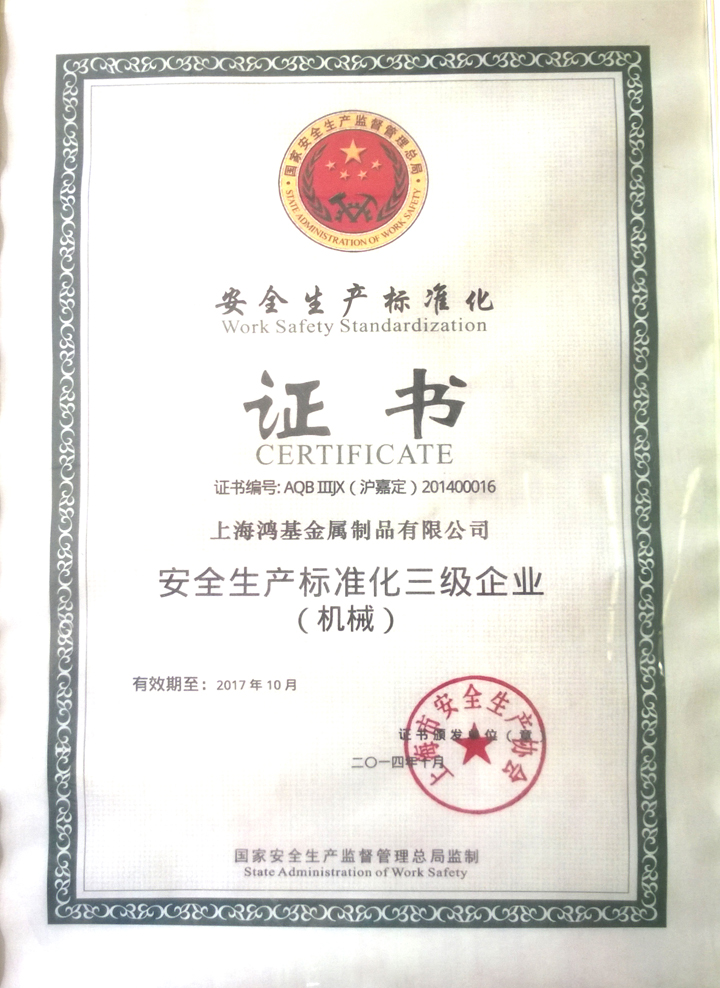 国家安全生产监督管理总局
STATE ADMINISTRATION OF WORK SAFETY
安全生产标准化
Work Safety Standardization
证书
CERTIFICATE
证书编号: AQB ⅢJX（沪嘉定）201400016
上海鸿基金属制品有限公司
安全生产标准化三级企业
（机械）
有效期至：2017 年 10 月
上海市安全生产协会
证书颁发单位（章）
二〇一四年十月
国家安全生产监督管理总局监制
State Administration of Work Safety